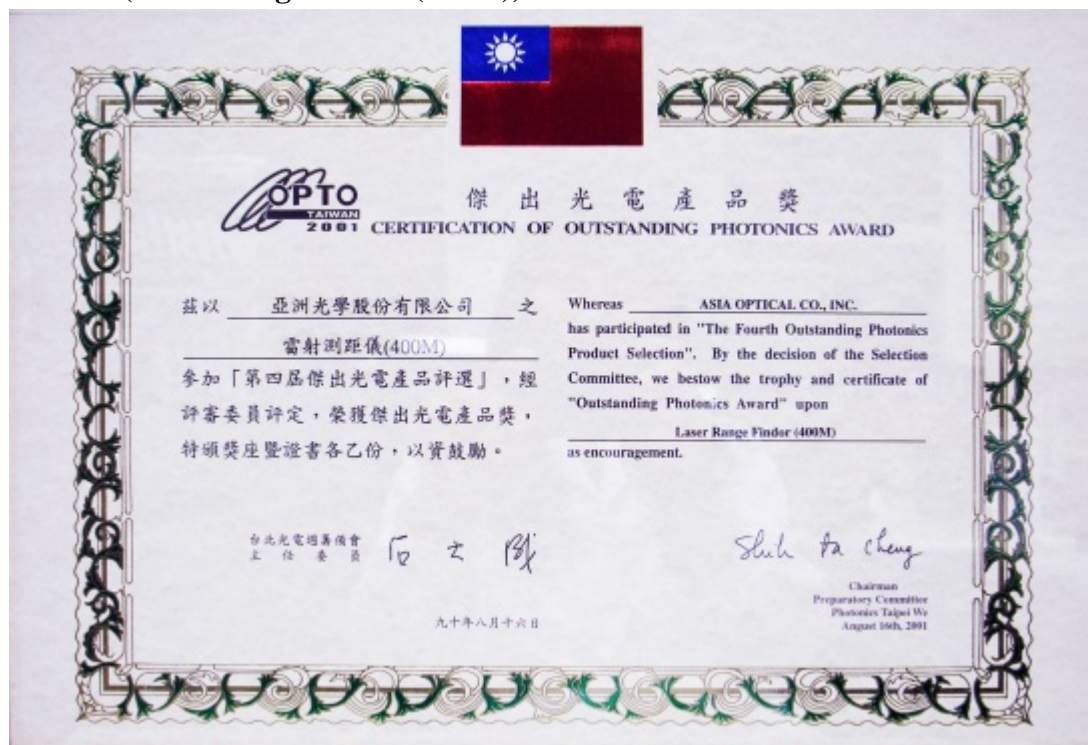 OPTO
TAIWAN
2001
傑出光電產品獎
CERTIFICATION OF OUTSTANDING PHOTONICS AWARD
茲以 亞洲光學股份有限公司 之
雷射測距儀(400M)
參加「第四屆傑出光電產品評選」，經
評審委員評定，榮獲傑出光電產品獎，
特頒獎座暨證書各乙份，以資鼓勵。
台北光電週籌備會
主任委員
九十年八月十六日
Whereas ASIA OPTICAL CO., INC.
has participated in "The Fourth Outstanding Photonics
Product Selection". By the decision of the Selection
Committee, we bestow the trophy and certificate of
"Outstanding Photonics Award" upon
Laser Range Findor (400M)
as encouragement.
Shih ta cheng
Chairman
Preparatory Committee
Photonics Taipei We
August 16th, 2001